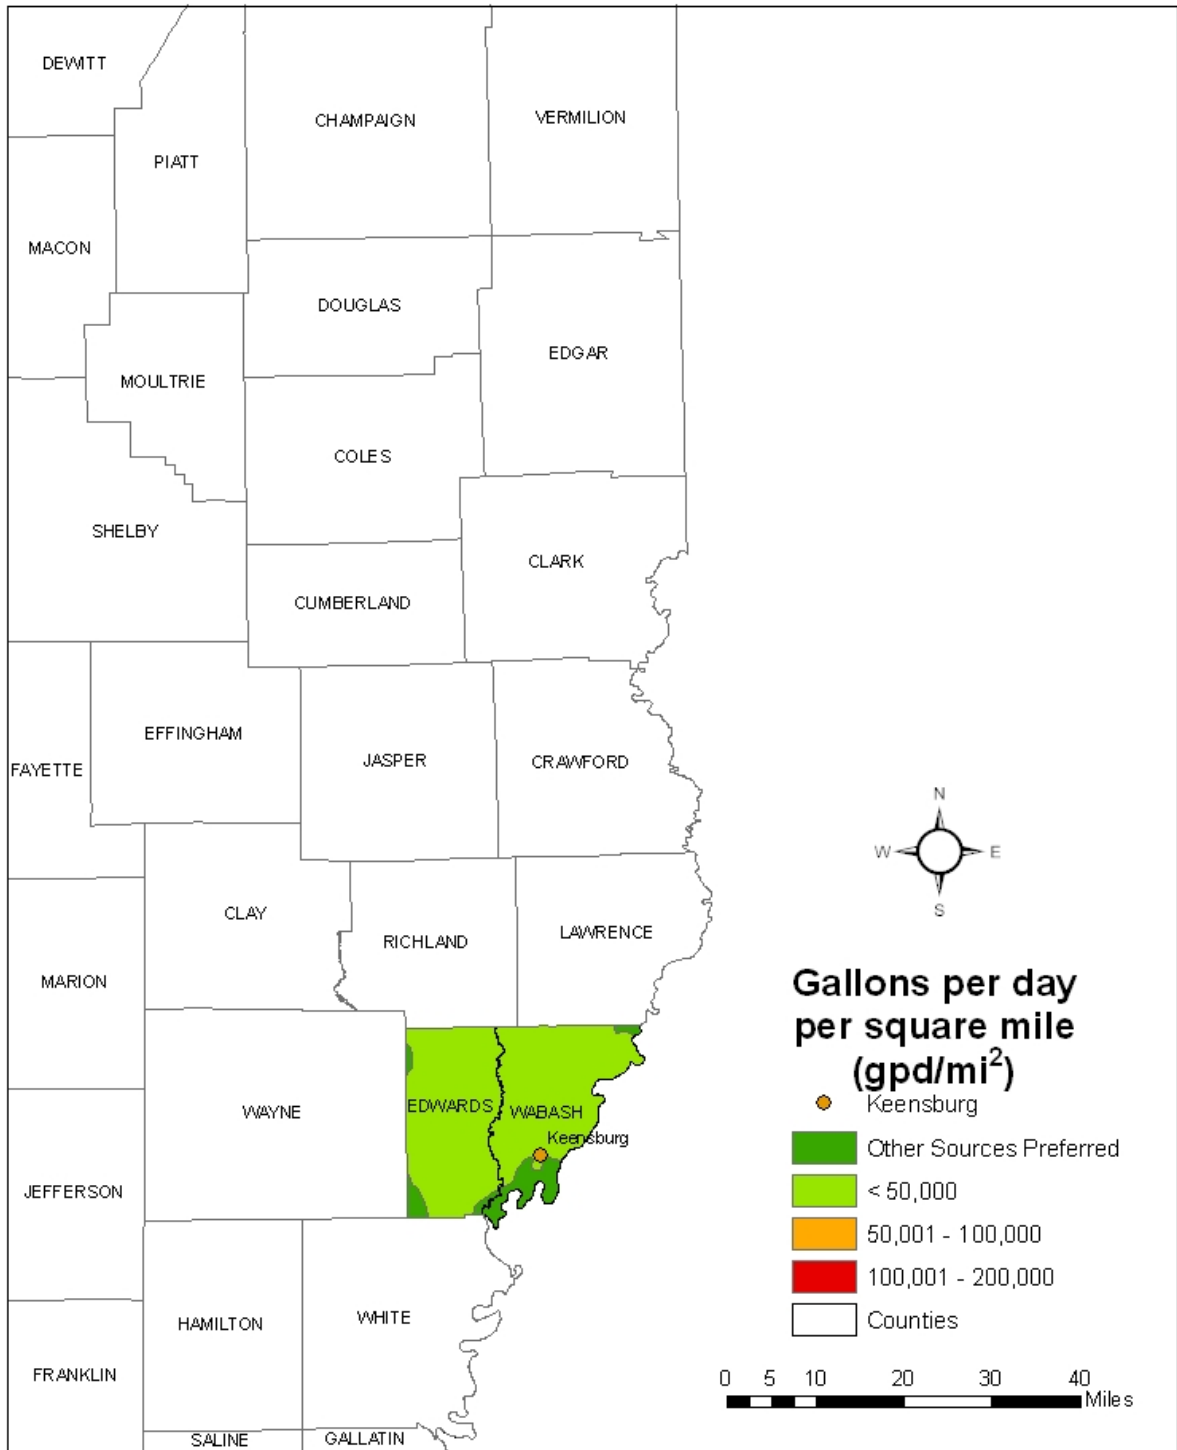 DEWITT
CHAMPAIGN
VERMILION
PIATT
MACON
DOUGLAS
EDGAR
MOULTRIE
COLES
SHELBY
CLARK
CUMBERLAND
EFFINGHAM
JASPER
CRAWFORD
FAYETTE
N
W
E
S
CLAY
RICHLAND
LAWRENCE
MARION
WAYNE
EDWARDS
WABASH
Keensburg
JEFFERSON
HAMILTON
WHITE
FRANKLIN
SALINE
GALLATIN
Gallons per day
per square mile
(gpd/mi²)
Keensburg
Other Sources Preferred
< 50,000
50,001 - 100,000
100,001 - 200,000
Counties
0 5 10 20 30 40
Miles